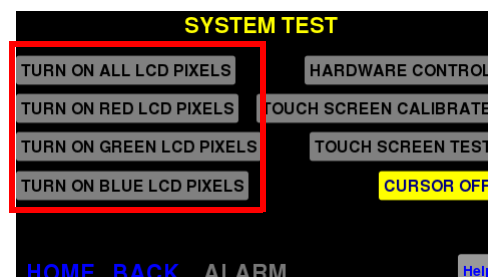 SYSTEM TEST
TURN ON ALL LCD PIXELS
HARDWARE CONTROL
TURN ON RED LCD PIXELS
TOUCH SCREEN CALIBRATE
TURN ON GREEN LCD PIXELS
TOUCH SCREEN TEST
TURN ON BLUE LCD PIXELS
CURSOR OFF
HOME BACK ALARM
Help